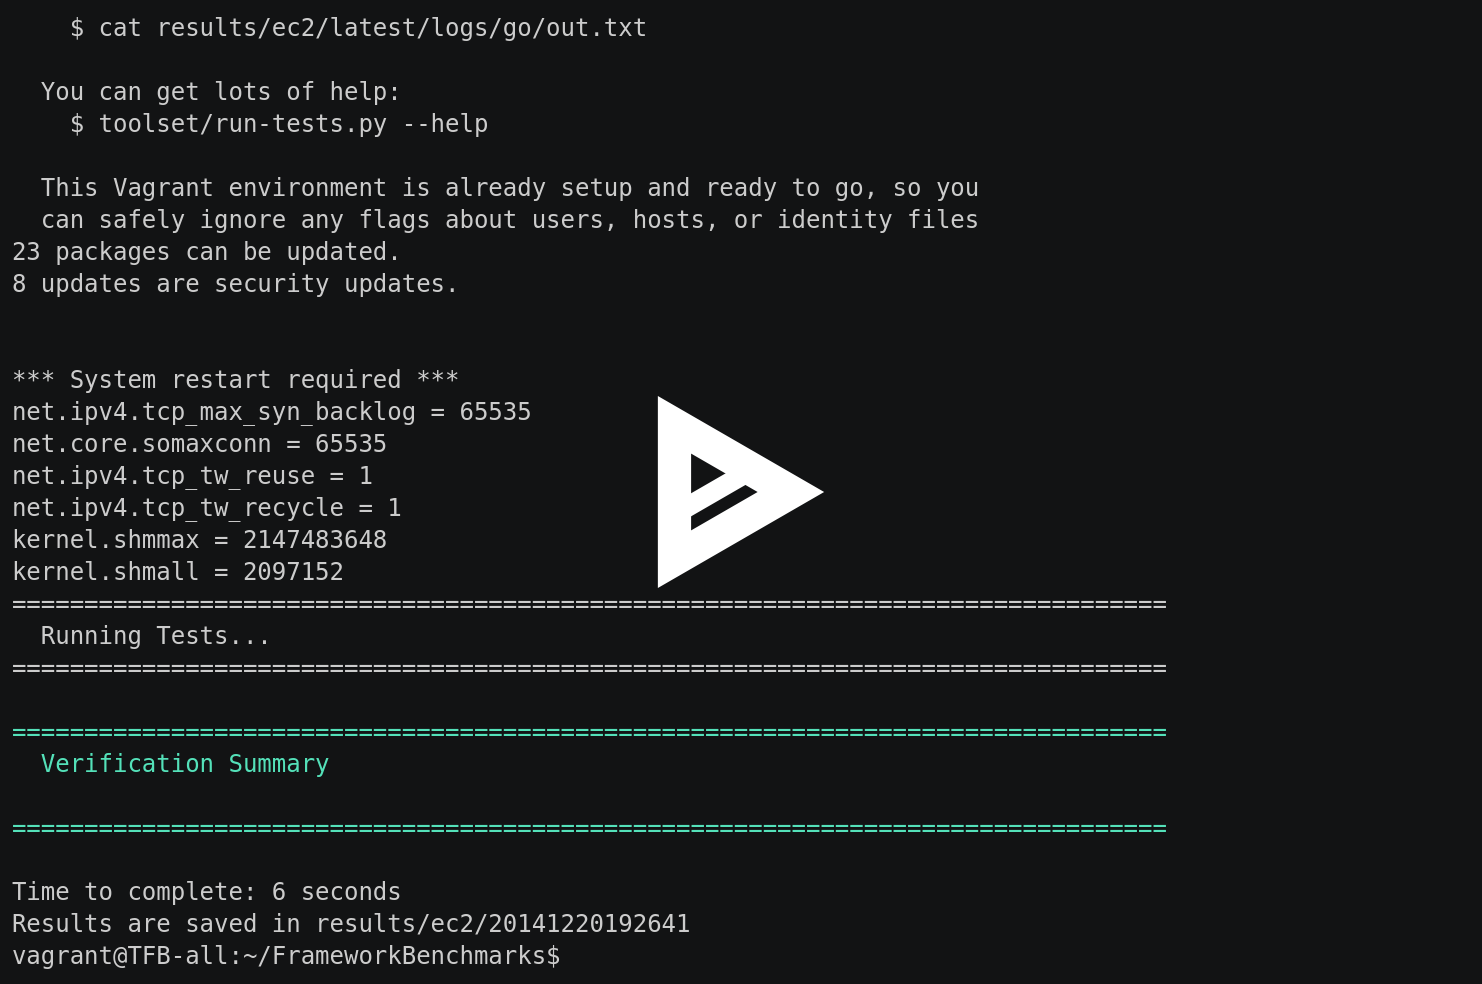 $ cat results/ec2/latest/logs/go/out.txt
You can get lots of help:
$ toolset/run-tests.py --help
This Vagrant environment is already setup and ready to go, so you
can safely ignore any flags about users, hosts, or identity files
23 packages can be updated.
8 updates are security updates.
*** System restart required ***
net.ipv4.tcp_max_syn_backlog = 65535
net.core.somaxconn = 65535
net.ipv4.tcp_tw_reuse = 1
net.ipv4.tcp_tw_recycle = 1
kernel.shmmax = 2147483648
kernel.shmall = 2097152
================================================================================
Running Tests...
================================================================================
================================================================================
Verification Summary
================================================================================
Time to complete: 6 seconds
Results are saved in results/ec2/20141220192641
vagrant@TFB-all:~/FrameworkBenchmarks$